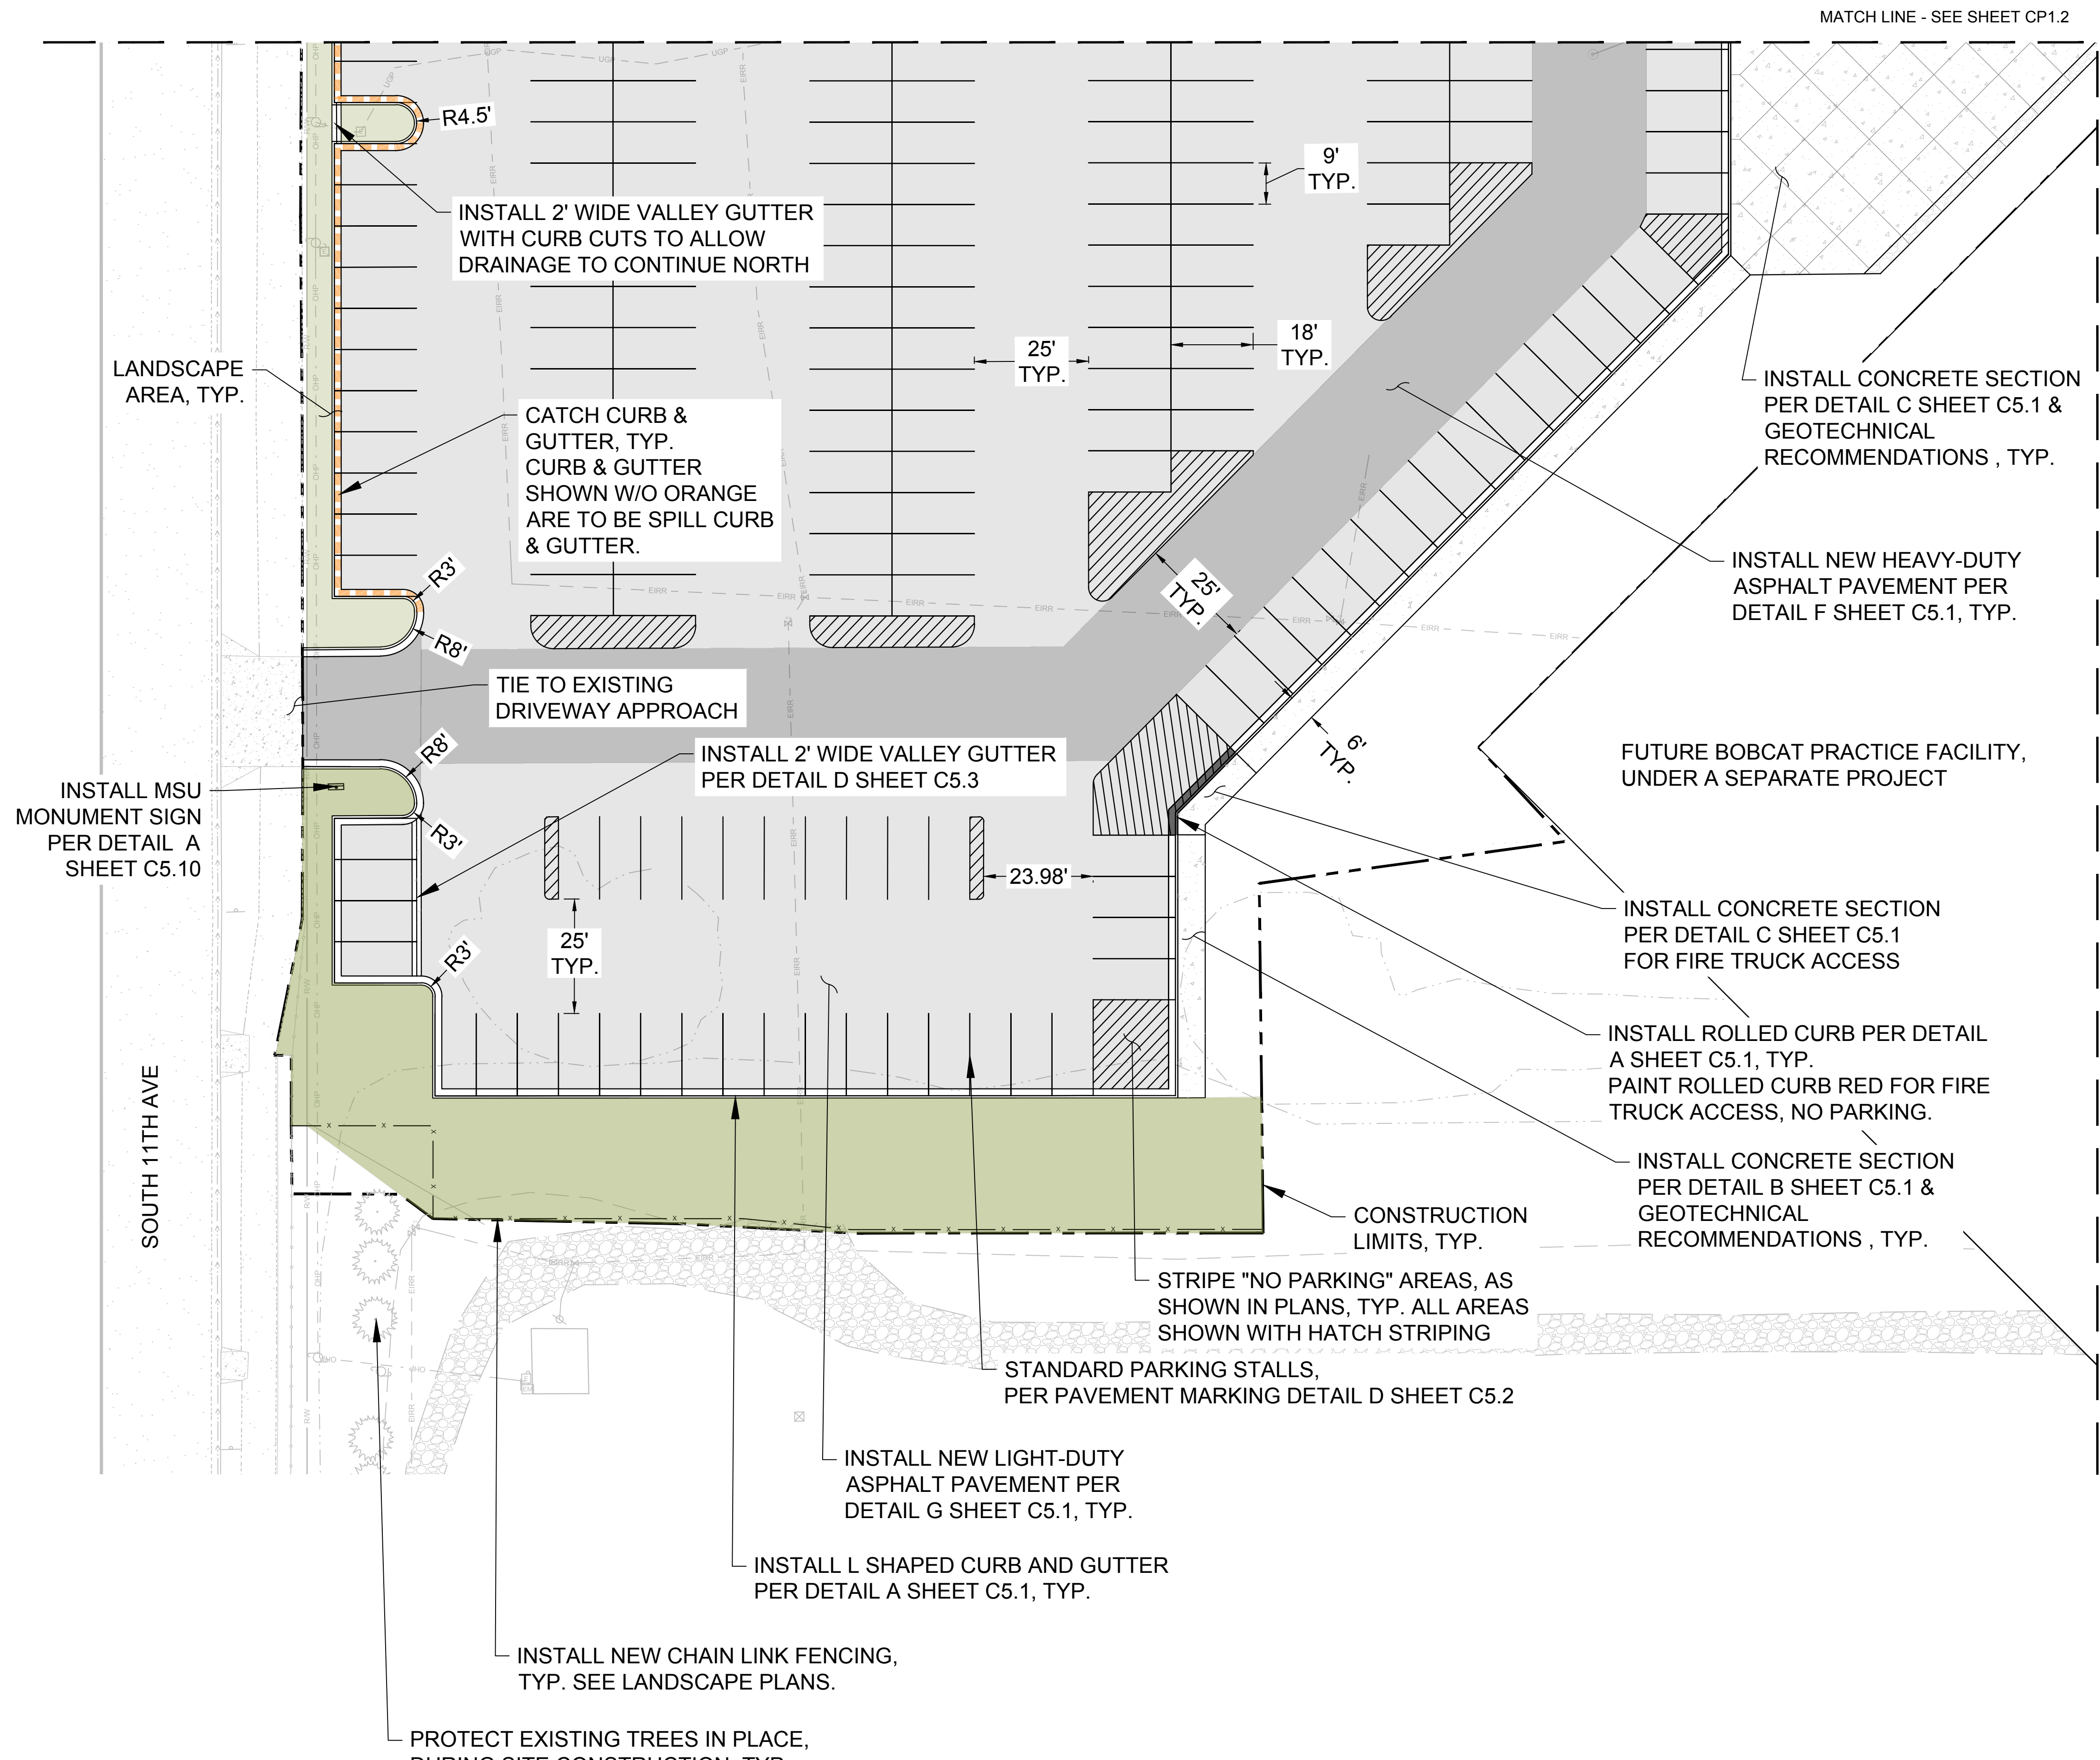 MATCH LINE - SEE SHEET CP1.2
R4.5'
9'
TYP.
INSTALL 2' WIDE VALLEY GUTTER
WITH CURB CUTS TO ALLOW
DRAINAGE TO CONTINUE NORTH
18'
TYP.
25'
TYP.
LANDSCAPE
AREA, TYP.
INSTALL CONCRETE SECTION
PER DETAIL C SHEET C5.1 &
GEOTECHNICAL
RECOMMENDATIONS , TYP.
CATCH CURB &
GUTTER, TYP.
CURB & GUTTER
SHOWN W/O ORANGE
ARE TO BE SPILL CURB
& GUTTER.
R3'
R8'
25'
TYP.
INSTALL NEW HEAVY-DUTY
ASPHALT PAVEMENT PER
DETAIL F SHEET C5.1, TYP.
TIE TO EXISTING
DRIVEWAY APPROACH
R8'
INSTALL 2' WIDE VALLEY GUTTER
PER DETAIL D SHEET C5.3
6'
TYP.
FUTURE BOBCAT PRACTICE FACILITY,
UNDER A SEPARATE PROJECT
INSTALL MSU
MONUMENT SIGN
PER DETAIL A
SHEET C5.10
R3'
23.98'
INSTALL CONCRETE SECTION
PER DETAIL C SHEET C5.1
FOR FIRE TRUCK ACCESS
25'
TYP.
R3'
INSTALL ROLLED CURB PER DETAIL
A SHEET C5.1, TYP.
PAINT ROLLED CURB RED FOR FIRE
TRUCK ACCESS, NO PARKING.
SOUTH 11TH AVE
INSTALL CONCRETE SECTION
PER DETAIL B SHEET C5.1 &
GEOTECHNICAL
RECOMMENDATIONS , TYP.
CONSTRUCTION
LIMITS, TYP.
STRIPE "NO PARKING" AREAS, AS
SHOWN IN PLANS, TYP. ALL AREAS
SHOWN WITH HATCH STRIPING
STANDARD PARKING STALLS,
PER PAVEMENT MARKING DETAIL D SHEET C5.2
INSTALL NEW LIGHT-DUTY
ASPHALT PAVEMENT PER
DETAIL G SHEET C5.1, TYP.
INSTALL L SHAPED CURB AND GUTTER
PER DETAIL A SHEET C5.1, TYP.
INSTALL NEW CHAIN LINK FENCING,
TYP. SEE LANDSCAPE PLANS.
PROTECT EXISTING TREES IN PLACE,
DURING SITE CONSTRUCTION, TYP.